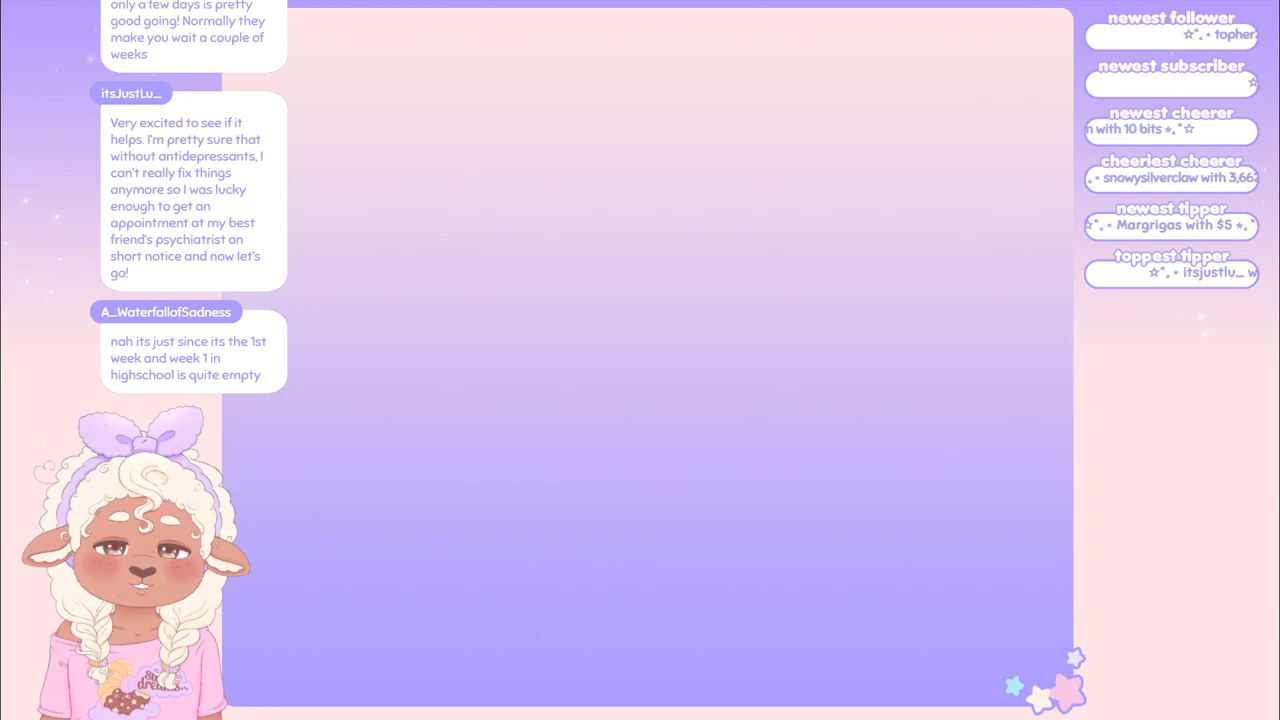 only a few days is pretty
good going! Normally they
make you wait a couple of
weeks
itsJustLu_
Very excited to see if it
helps. I'm pretty sure that
without antidepressants, I
can't really fix things
anymore so I was lucky
enough to get an
appointment at my best
friend's psychiatrist on
short notice and now let's
go!
A_WaterfallofSadness
nah its just since its the 1st
week and week 1 in
highschool is quite empty
newest follower
☆*｡⋆ topher
newest subscriber
☆
newest cheerer
with 10 bits ⋆｡*☆
cheeriest cheerer
⋆ snowysilverclaw with 3,662
newest tipper
☆*｡⋆ Margrigas with $5 ⋆｡*
toppest tipper
☆*｡⋆ itsjustlu_ w